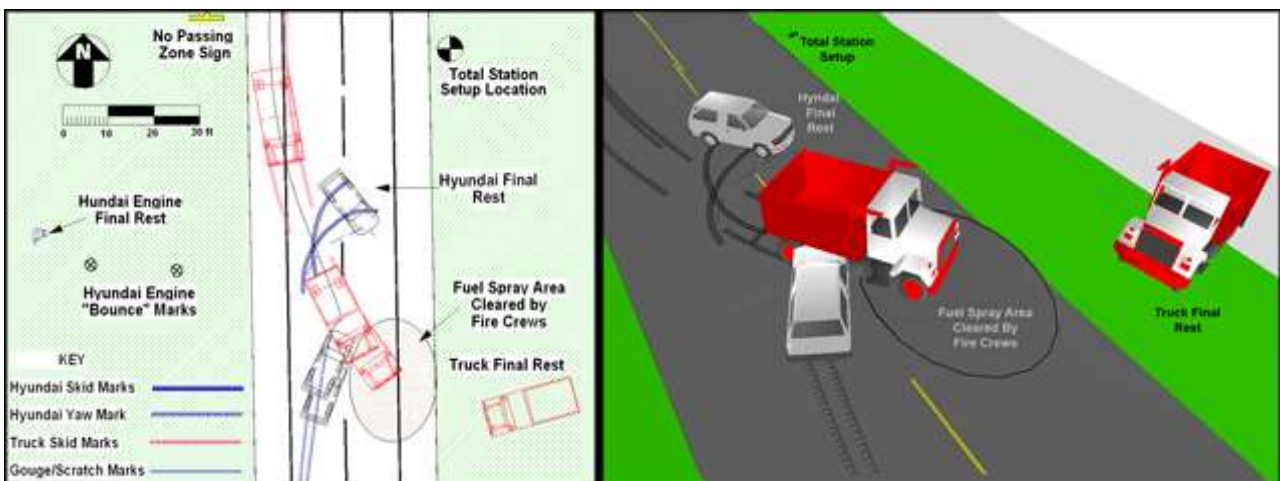 No Passing
Zone Sign
N
Total Station
Setup Location
0 10 20 30 ft
Hundai Engine
Final Rest
Hyundai Final
Rest
Hyundai Engine
"Bounce" Marks
Fuel Spray Area
Cleared by
Fire Crews
KEY
Truck Final Rest
Hyundai Skid Marks
Hyundai Yaw Mark
Truck Skid Marks
Gouge/Scratch Marks
Total Station
Setup
Hyndai
Final
Rest
Fuel Spray Area
Cleared By
Fire Crews
Truck Final
Rest